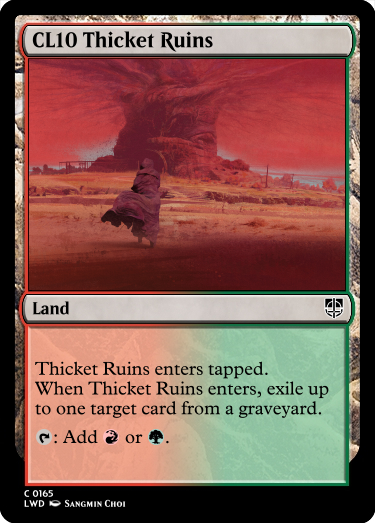 CL10 Thicket Ruins
Land
Thicket Ruins enters tapped.
When Thicket Ruins enters, exile up
to one target card from a graveyard.
: Add or .
C 0165
LWD Sangmin Choi